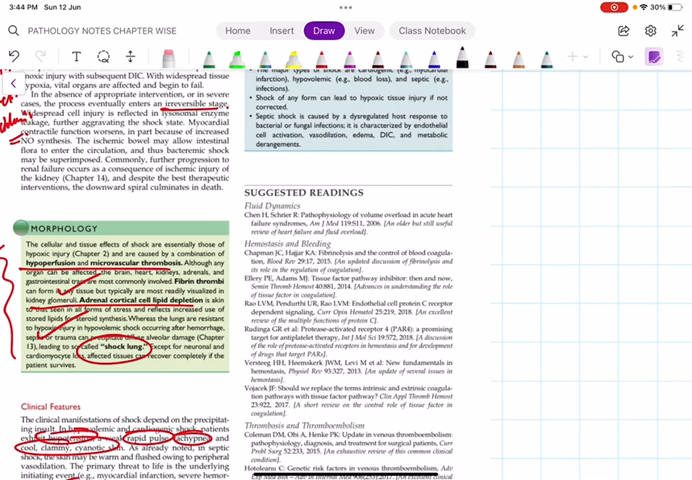 3:44 PM Sun 12 Jun
30%
PATHOLOGY NOTES CHAPTER WISE
Home Insert Draw View Class Notebook
hypoxic injury with subsequent DIC. With widespread tissue
hypoxia, vital organs are affected and begin to fail.
In the absence of appropriate intervention, or in severe
cases, the process eventually enters an irreversible stage.
Widespread cell injury is reflected in lysosomal enzyme
leakage, further aggravating the shock state. Myocardial
contractile function worsens, in part because of increased
NO synthesis. The ischemic bowel may allow intestinal
flora to enter the circulation, and thus bacteremic shock
may be superimposed. Commonly, further progression to
renal failure occurs as a consequence of ischemic injury of
the kidney (Chapter 14), and despite the best therapeutic
interventions, the downward spiral culminates in death.
MORPHOLOGY
The cellular and tissue effects of shock are essentially those of
hypoxic injury (Chapter 2) and are caused by a combination of
hypoperfusion and microvascular thrombosis. Although any
organ can be affected, the brain, heart, kidneys, adrenals, and
gastrointestinal tract are most commonly involved. Fibrin thrombi
can form in any tissue but typically are most readily visualized in
kidney glomeruli. Adrenal cortical cell lipid depletion is akin
to that seen in all forms of stress and reflects increased use of
stored lipids for steroid synthesis. Whereas the lungs are resistant
to hypoxic injury in hypovolemic shock occurring after hemorrhage,
sepsis or trauma can precipitate diffuse alveolar damage (Chapter
13), leading to so-called "shock lung." Except for neuronal and
cardiomyocyte loss, affected tissues can recover completely if the
patient survives.
Clinical Features
The clinical manifestations of shock depend on the precipitat-
ing insult. In hypovolemic and cardiogenic shock, patients
exhibit hypotension, a weak rapid pulse, tachypnea, and
cool, clammy, cyanotic skin. As already noted, in septic
shock, the skin may be warm and flushed owing to peripheral
vasodilation. The primary threat to life is the underlying
initiating event (e.g., myocardial infarction, severe hemor-
The major types of shock are cardiogenic (e.g., myocardial
infarction), hypovolemic (e.g., blood loss), and septic (e.g.,
infections).
• Shock of any form can lead to hypoxic tissue injury if not
corrected.
• Septic shock is caused by a dysregulated host response to
bacterial or fungal infections; it is characterized by endothelial
cell activation, vasodilation, edema, DIC, and metabolic
derangements.
SUGGESTED READINGS
Fluid Dynamics
Chen H, Schrier R: Pathophysiology of volume overload in acute heart
failure syndromes, Am J Med 119:S11, 2006. [An older but still useful
review of heart failure and fluid overload].
Hemostasis and Bleeding
Chapman JC, Hajjar KA: Fibrinolysis and the control of blood coagula-
tion, Blood Rev 29:17, 2015. [An updated discussion of fibrinolysis and
its role in the regulation of coagulation].
Ellery PE, Adams MJ: Tissue factor pathway inhibitor: then and now,
Semin Thromb Hemost 40:881, 2014. [Advances in understanding the role
of tissue factor in coagulation].
Rao LVM, Pendurthi UR, Rao LVM: Endothelial cell protein C receptor
dependent signaling, Curr Opin Hematol 25:219, 2018. [An excellent
review of the multiple functions of protein C].
Rudinga GR et al: Protease-activated receptor 4 (PAR4): a promising
target for antiplatelet therapy, Int J Mol Sci 19:572, 2018. [A discussion
of the role of protease-activated receptors in hemostasis and for development
of drugs that target PARs].
Versteeg HH, Heemskerk JWM, Levi M et al: New fundamentals in
hemostasis, Physiol Rev 93:327, 2013. [An update of several issues in
hemostasis].
Vojacek JF: Should we replace the terms intrinsic and extrinsic coagula-
tion pathways with tissue factor pathway? Clin Appl Thromb Hemost
23:922, 2017. [A short review on the central role of tissue factor in
coagulation].
Thrombosis and Thromboembolism
Coleman DM, Obi A, Henke PK: Update in venous thromboembolism:
pathophysiology, diagnosis, and treatment for surgical patients, Curr
Probl Surg 52:233, 2015. [An exhaustive review of this common clinical
condition].
Hotoleanu C: Genetic risk factors in venous thromboembolism, Adv